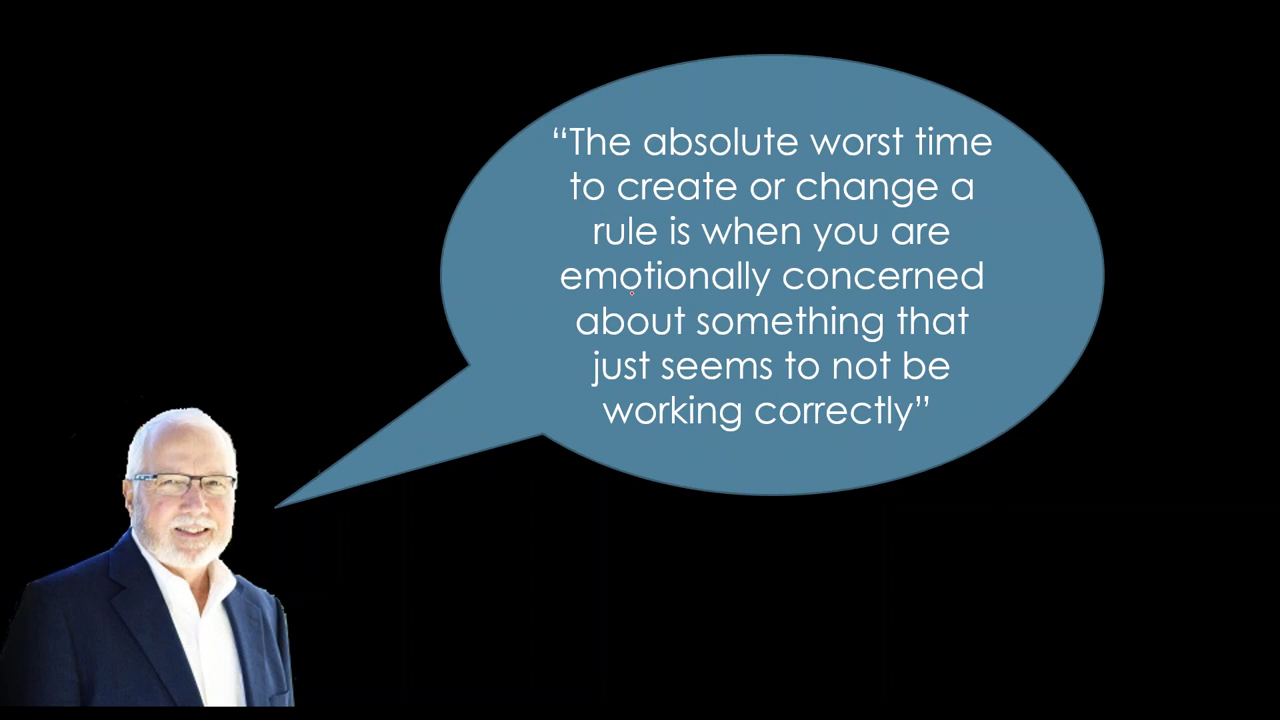 “The absolute worst time
to create or change a
rule is when you are
emotionally concerned
about something that
just seems to not be
working correctly”